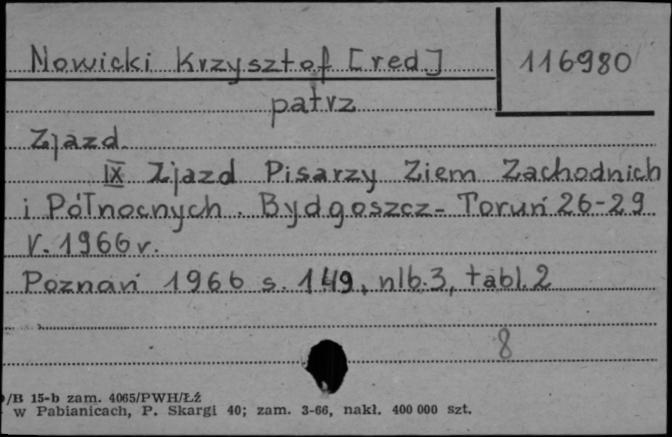 Nowicki Krzysztof [red.] 116980
patrz
Zjazd.
IX Zjazd Pisarzy Ziem Zachodnich
i Północnych. Bydgoszcz - Toruń 26-29
V. 1966 r.
Poznań 1966 s. 149, nlb. 3, tabl. 2
8
/B 15-b zam. 4065/PWH/ŁŻ
w Pabianicach, P. Skargi 40; zam. 3-66, nakł. 400 000 szt.